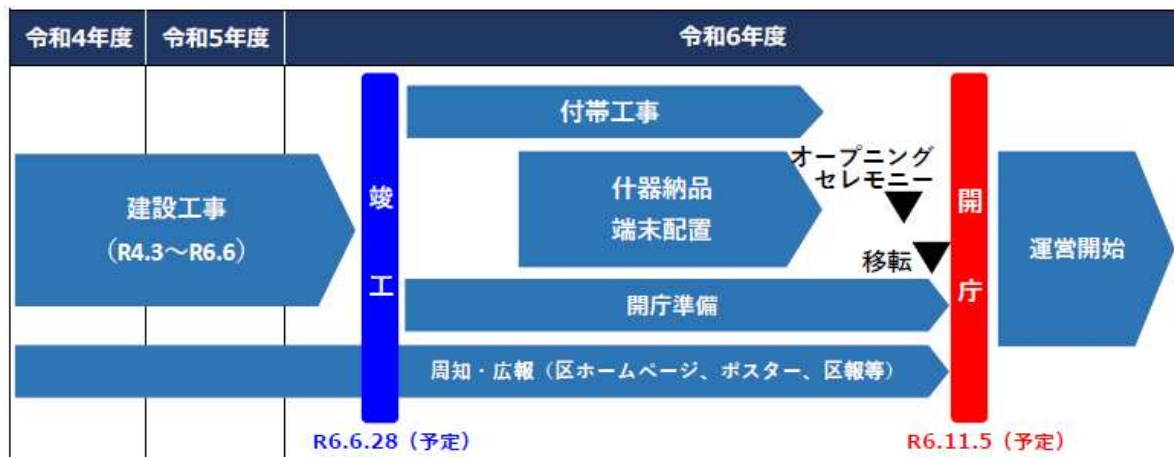 令和4年度
令和5年度
令和6年度
付帯工事
建設工事
(R4.3～R6.6)
竣工
什器納品
端末配置
オープニング
セレモニー
移転
開庁
運営開始
開庁準備
周知・広報（区ホームページ、ポスター、区報等）
R6.6.28（予定）
R6.11.5（予定）